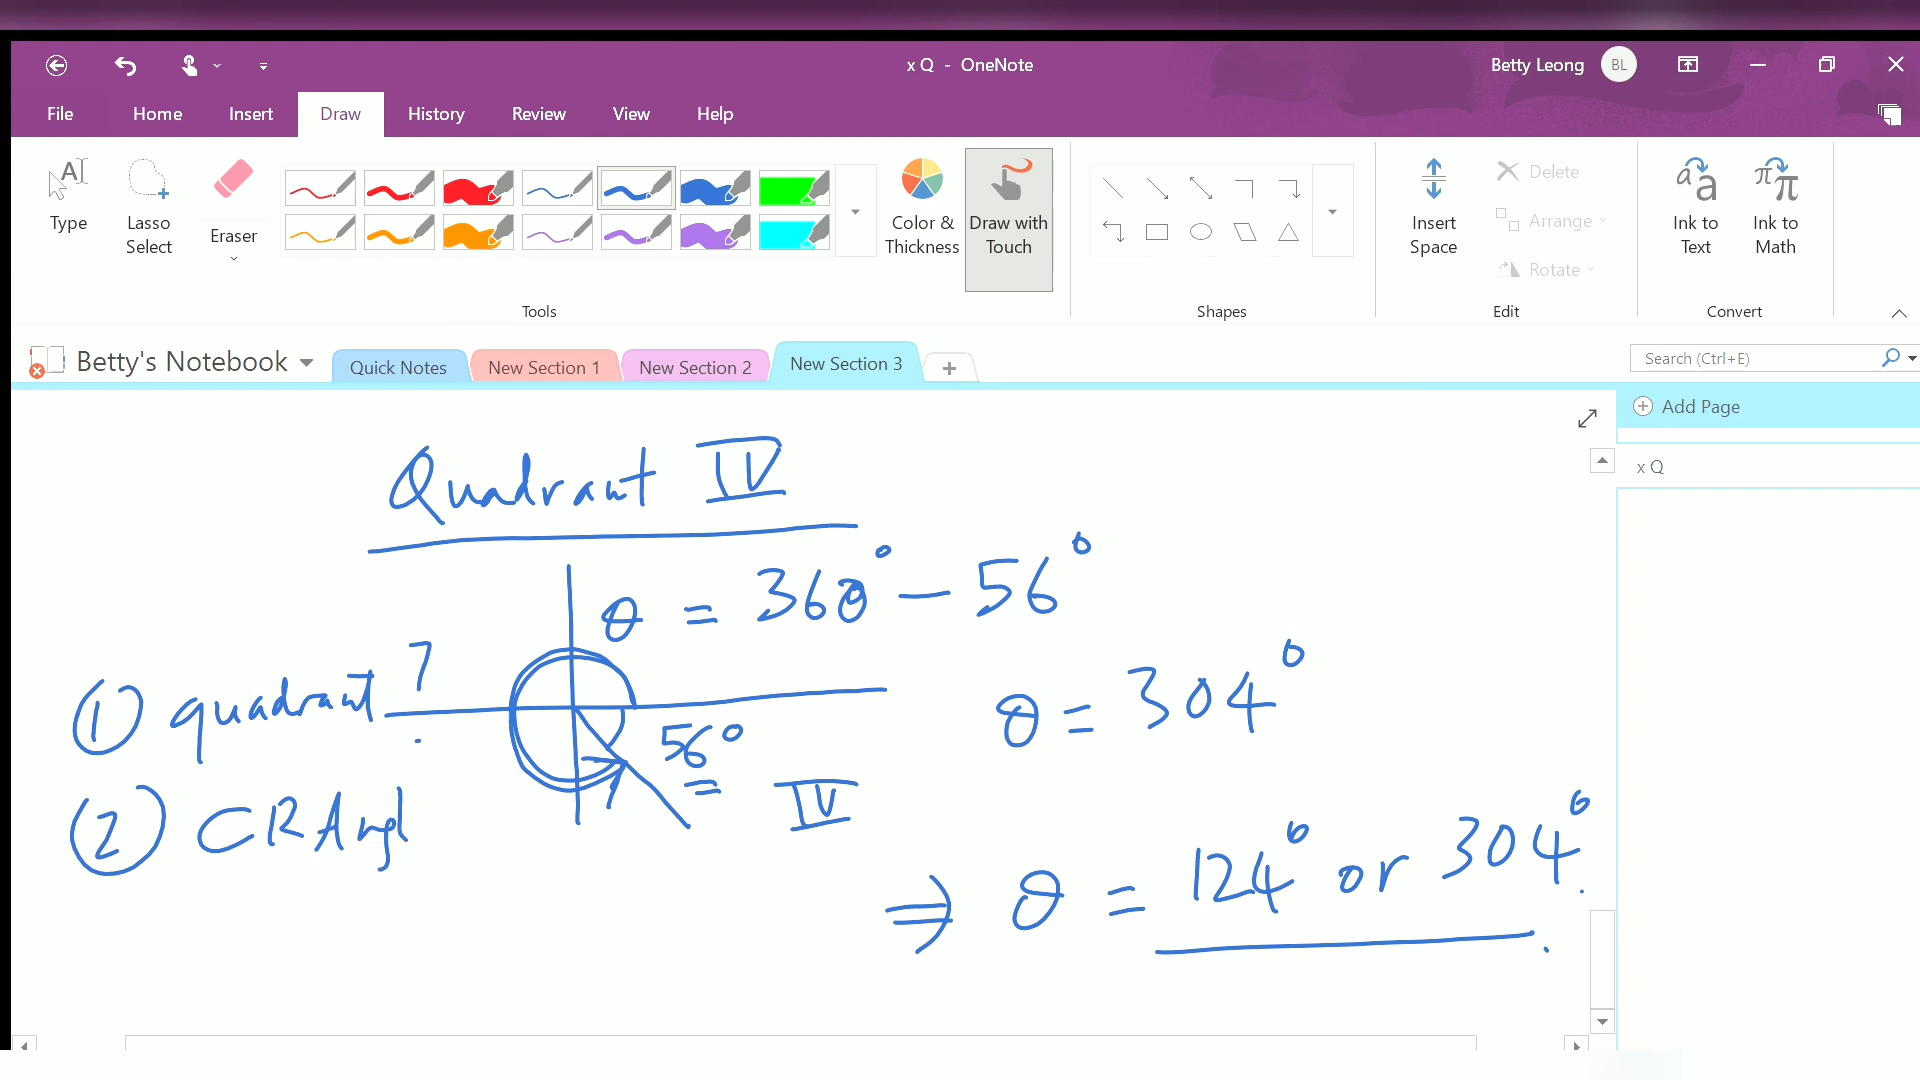 x Q - OneNote
Betty Leong
BL
File
Home
Insert
Draw
History
Review
View
Help
Type
Lasso
Select
Eraser
Color &
Thickness
Draw with
Touch
Insert
Space
Delete
Arrange
Rotate
Ink to
Text
Ink to
Math
Tools
Shapes
Edit
Convert
Betty's Notebook
Quick Notes
New Section 1
New Section 2
New Section 3
Search (Ctrl+E)
Add Page
x Q
Quadrant IV
θ = 360° - 56°
① quadrant ?
56°
IV
θ = 304°
② CRAngl
⇒ θ = 124° or 304°.